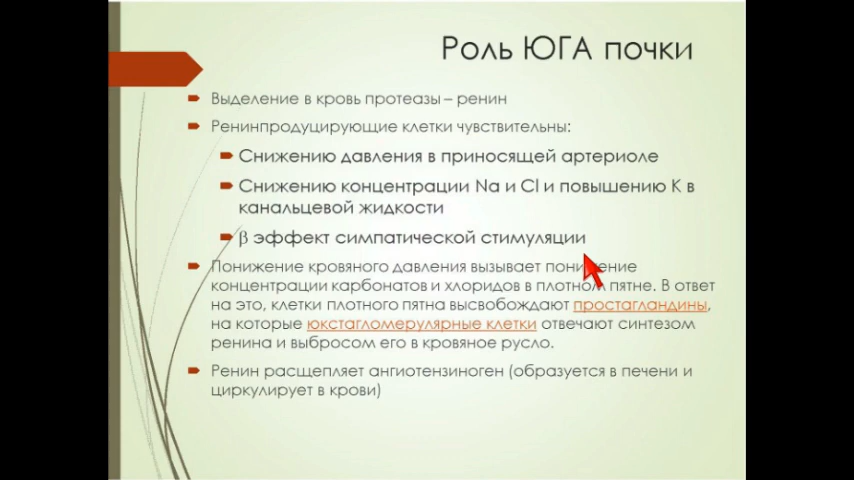 Роль ЮГА почки
Выделение в кровь протеазы – ренин
Ренинпродуцирующие клетки чувствительны:
Снижению давления в приносящей артериоле
Снижению концентрации Na и Cl и повышению К в
канальцевой жидкости
β эффект симпатической стимуляции
Понижение кровяного давления вызывает понижение
концентрации карбонатов и хлоридов в плотном пятне. В ответ
на это, клетки плотного пятна высвобождают простагландины,
на которые юкстагломерулярные клетки отвечают синтезом
ренина и выбросом его в кровяное русло.
Ренин расщепляет ангиотензиноген (образуется в печени и
циркулирует в крови)